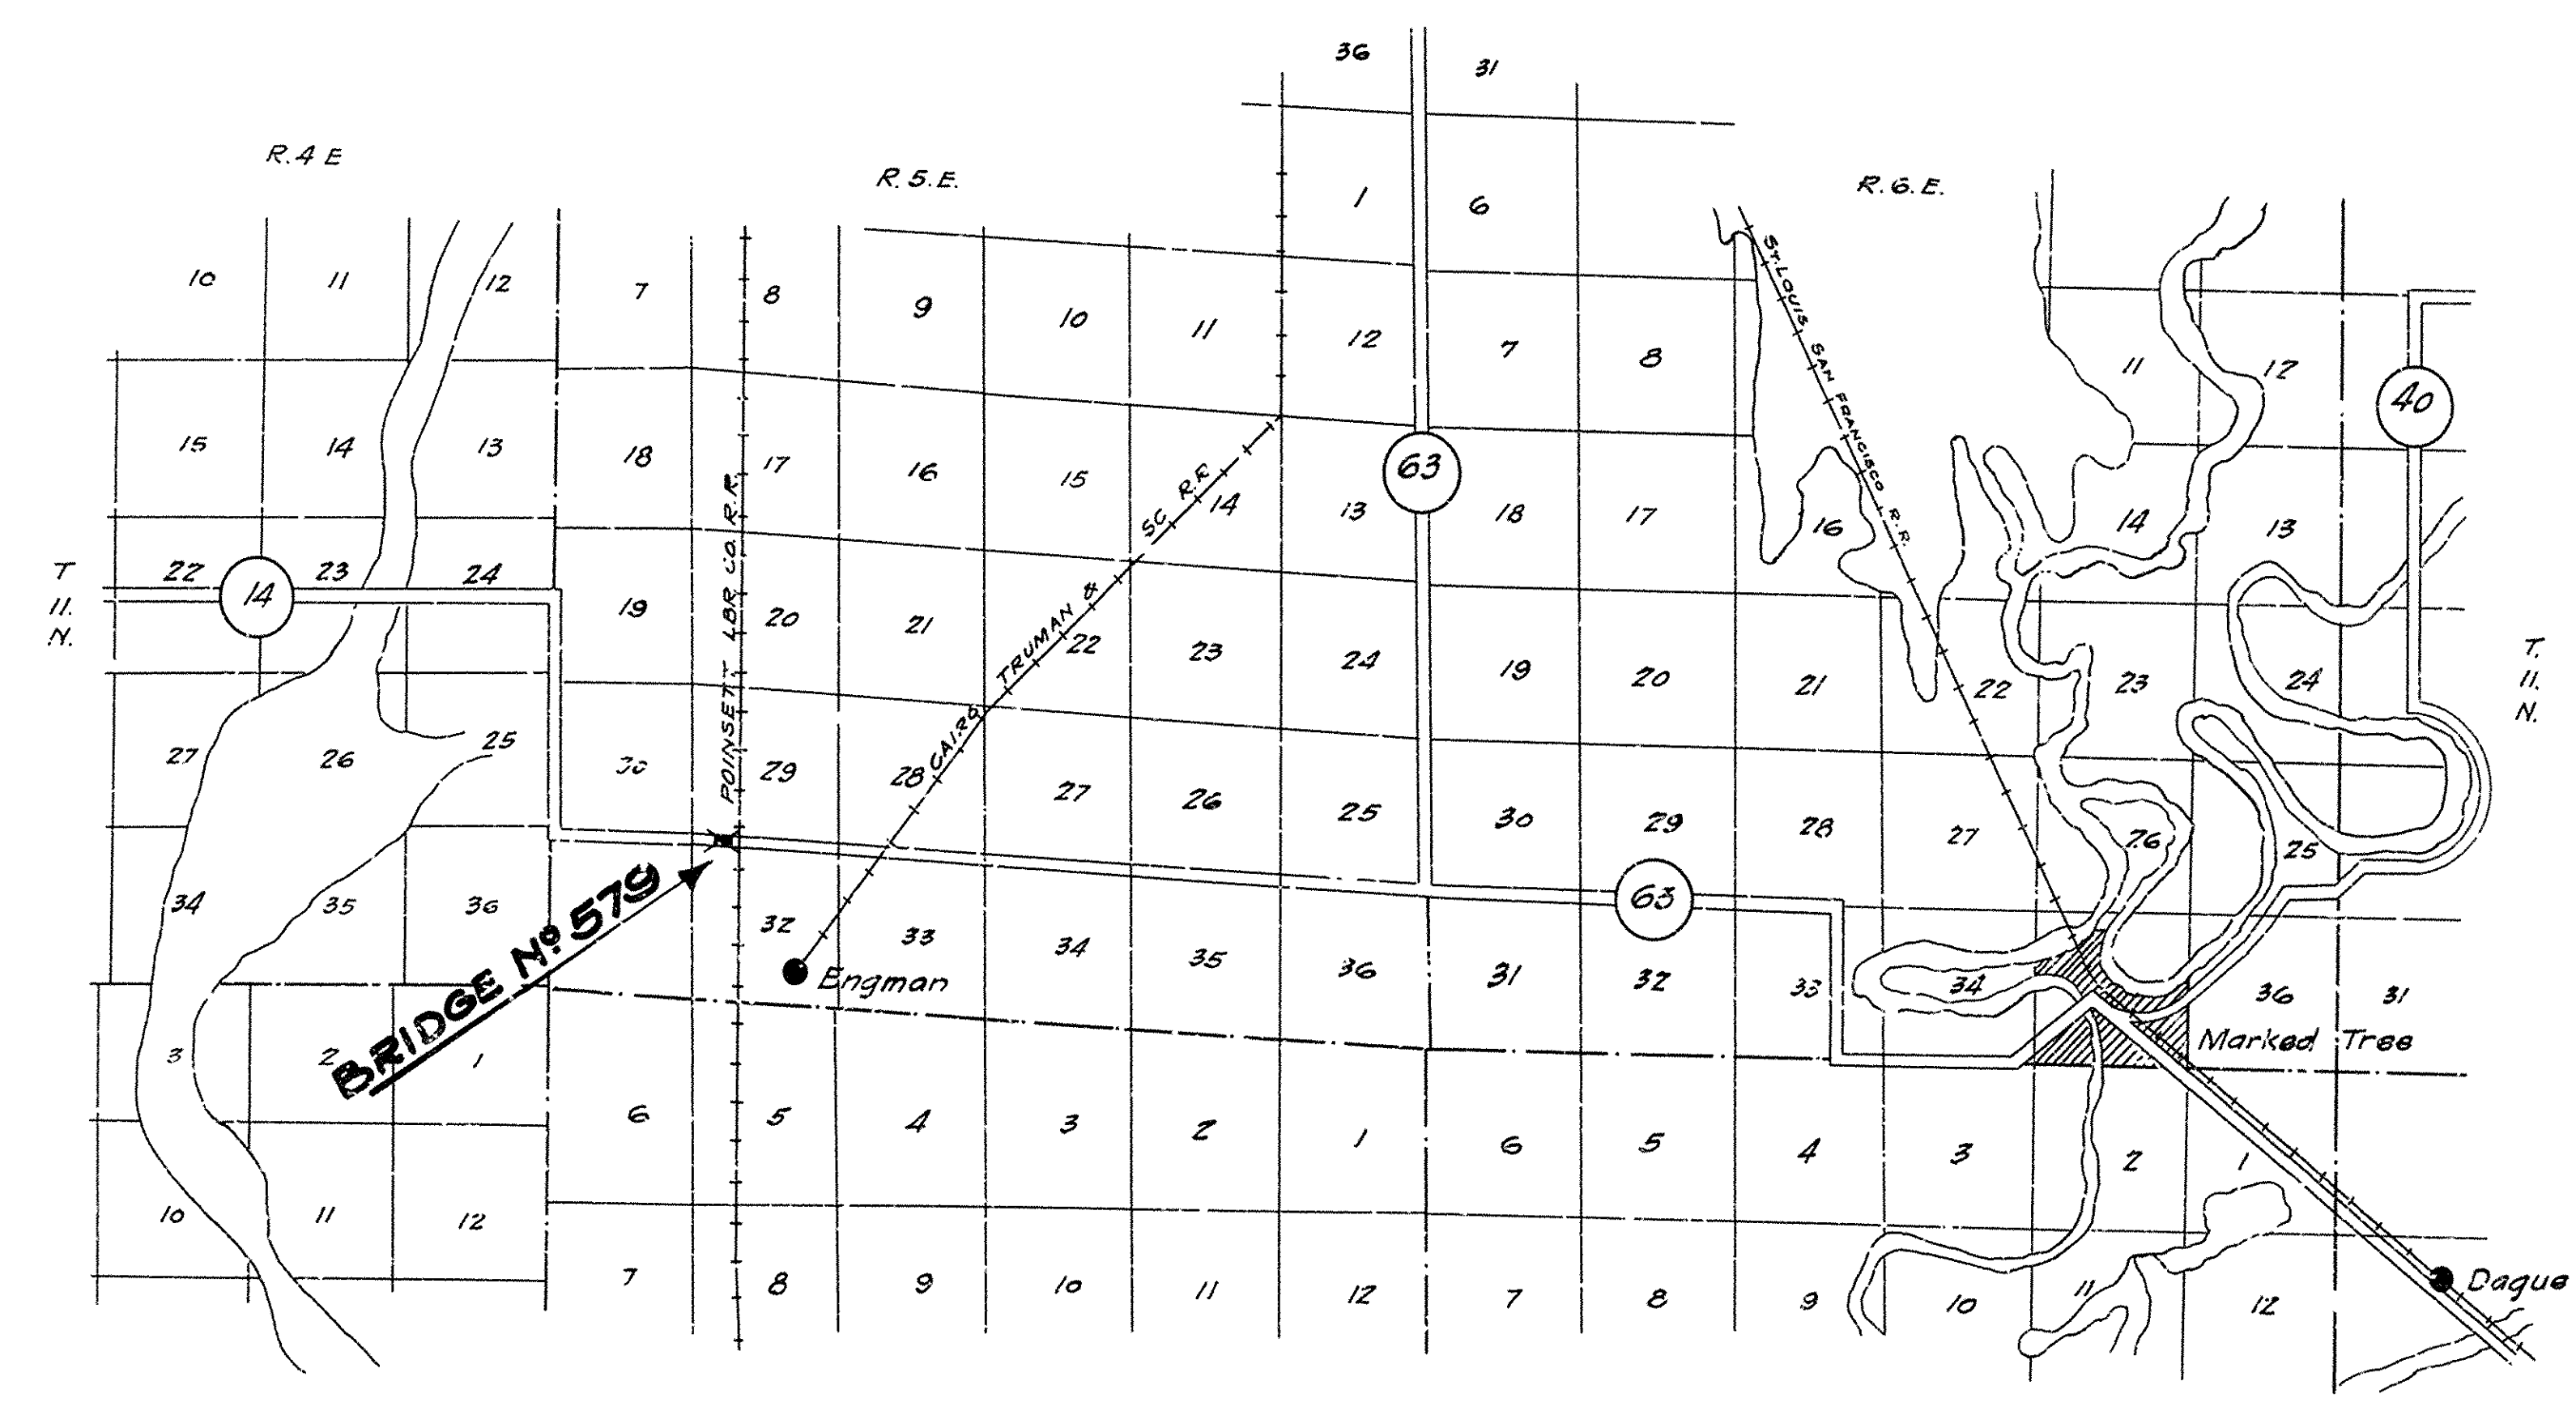 36 31
R.4 E R.5.E. R.6.E.
1 6
10 11 12 7 8 9 10 11 12 7 8 11 12
ST. LOUIS SAN FRANCISCO R.R.
40
15 14 13 18 17 16 15 14 13 18 17 16 14 13
63
POINSETT LBR CO. R.R.
CAIRO TRUMAN & SO R.R
T
11.
N.
22 23 24 19 20 21 22 23 24 19 20 21 22 23 24
14
T.
11.
N.
27 26 25 30 29 28 27 26 25 30 29 28 27 26 25
63
34 35 36 32 33 34 35 36 31 32 33 34 36 31
BRIDGE No. 579
Engman
Marked Tree
3 2 1 6 5 4 3 2 1 6 5 4 3 2 1
10 11 12 7 8 9 10 11 12 7 8 9 10 11 12
Dague